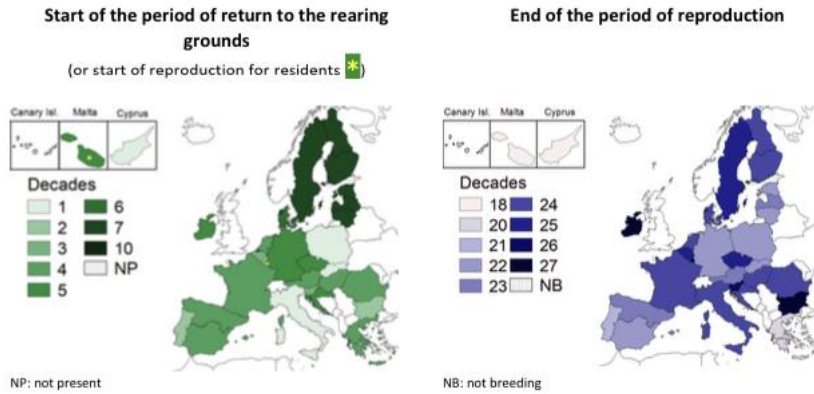 Start of the period of return to the rearing
grounds
(or start of reproduction for residents *)
Canary Isl. Malta Cyprus
Decades
1 6
2 7
3 10
4 NP
5
NP: not present
End of the period of reproduction
Canary Isl. Malta Cyprus
Decades
18 24
20 25
21 26
22 27
23 NB
NB: not breeding